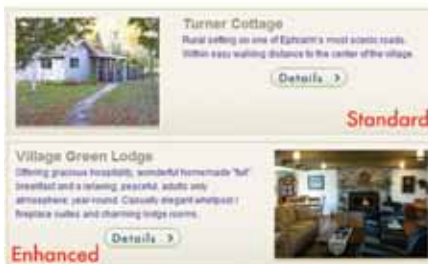 Turner Cottage
Rural setting on one of Ephraim's most scenic roads.
Within easy walking distance to the center of the village.
Details >
Standard
Village Green Lodge
Offering gracious hospitality, wonderful homemade "full"
breakfast and a relaxing, peaceful, adults only
atmosphere, year-round. Casually elegant whirlpool /
fireplace suites and charming lodge rooms.
Details >
Enhanced